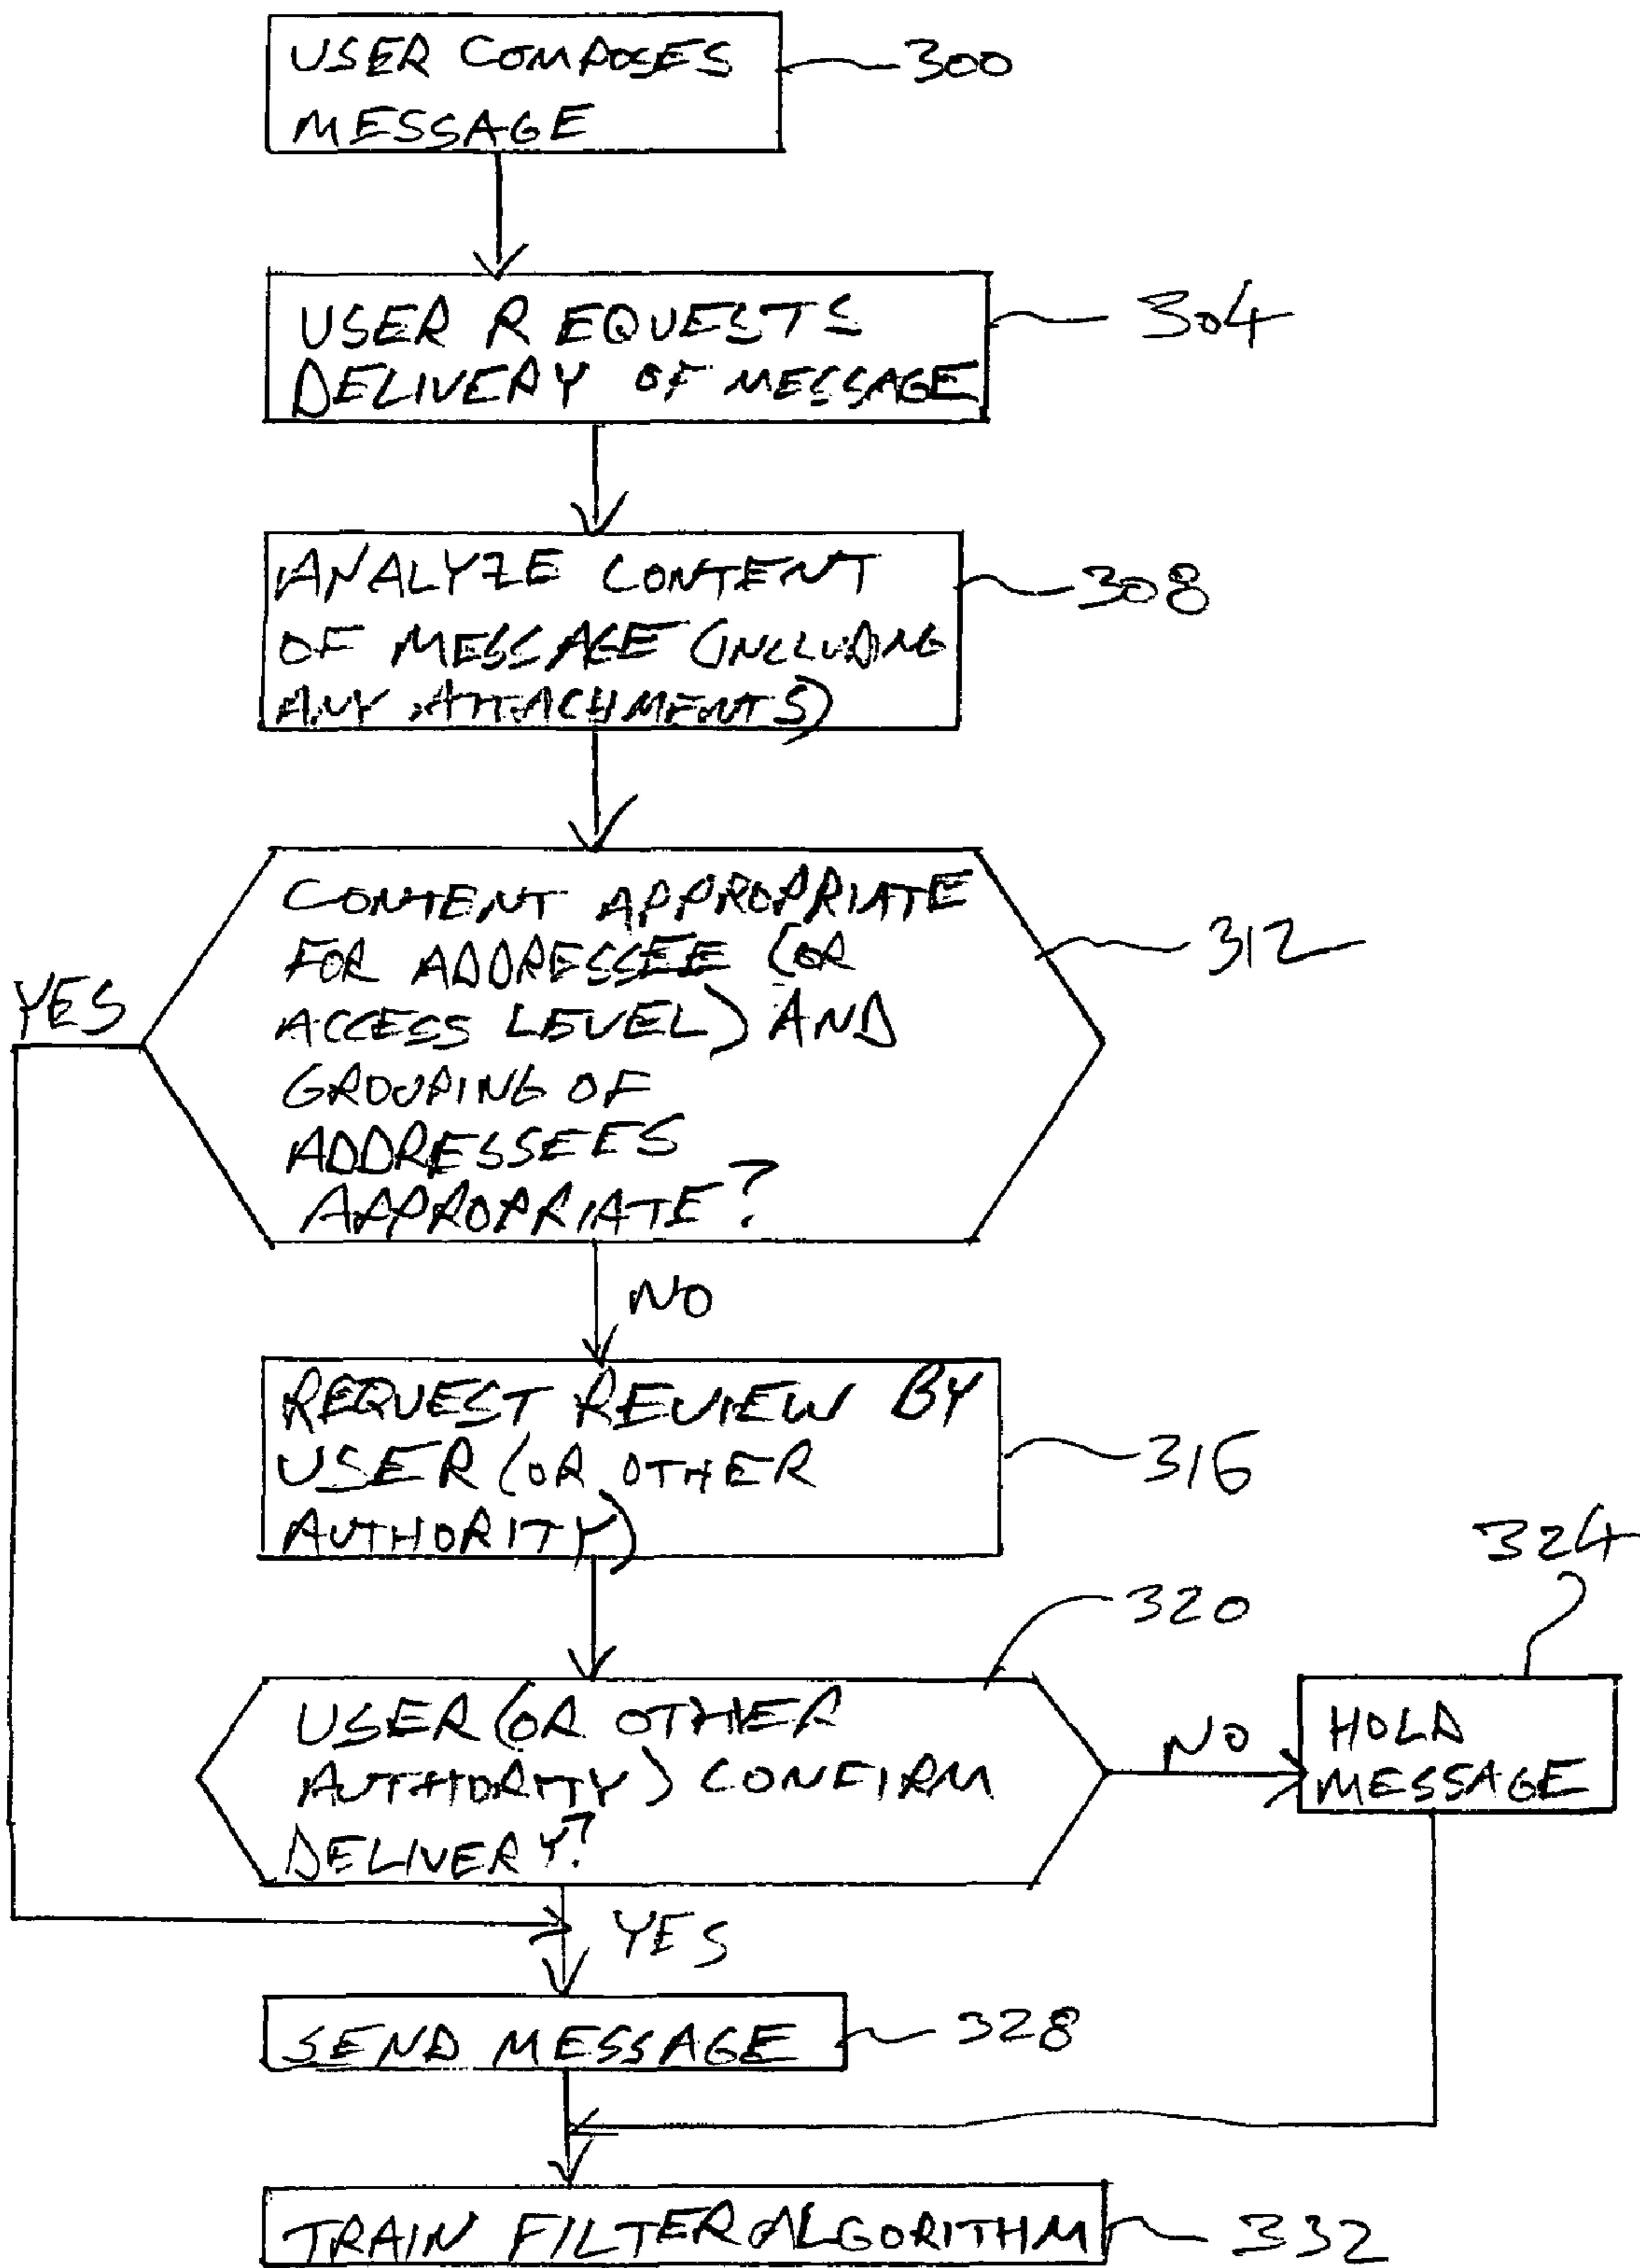 USER COMPOSES
MESSAGE
300
USER REQUESTS
DELIVERY OF MESSAGE
304
ANALYZE CONTENT
OF MESSAGE (INCLUDING
ANY ATTACHMENTS)
308
CONTENT APPROPRIATE
FOR ADDRESSEE (OR
ACCESS LEVEL) AND
GROUPING OF
ADDRESSEES
APPROPRIATE?
312
YES
NO
REQUEST REVIEW BY
USER (OR OTHER
AUTHORITY)
316
320
324
USER (OR OTHER
AUTHORITY) CONFIRM
DELIVERY?
NO
HOLD
MESSAGE
YES
SEND MESSAGE
328
TRAIN FILTER ALGORITHM
332